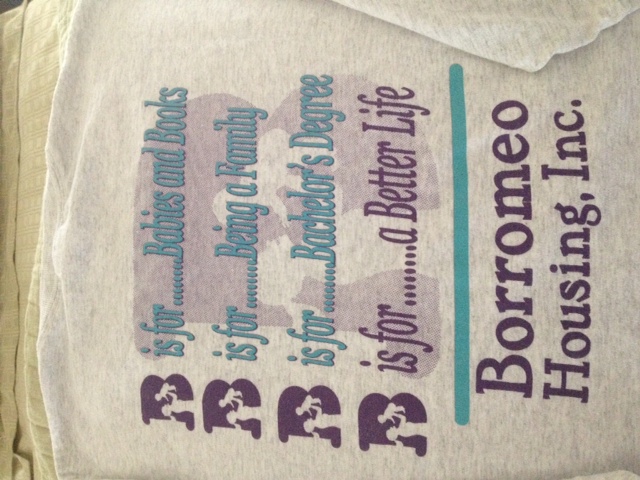 B is for.......Babies and Books
B is for........Being a Family
B is for.......Bachelor's Degree
B is for.........a Better Life
Borromeo
Housing, Inc.